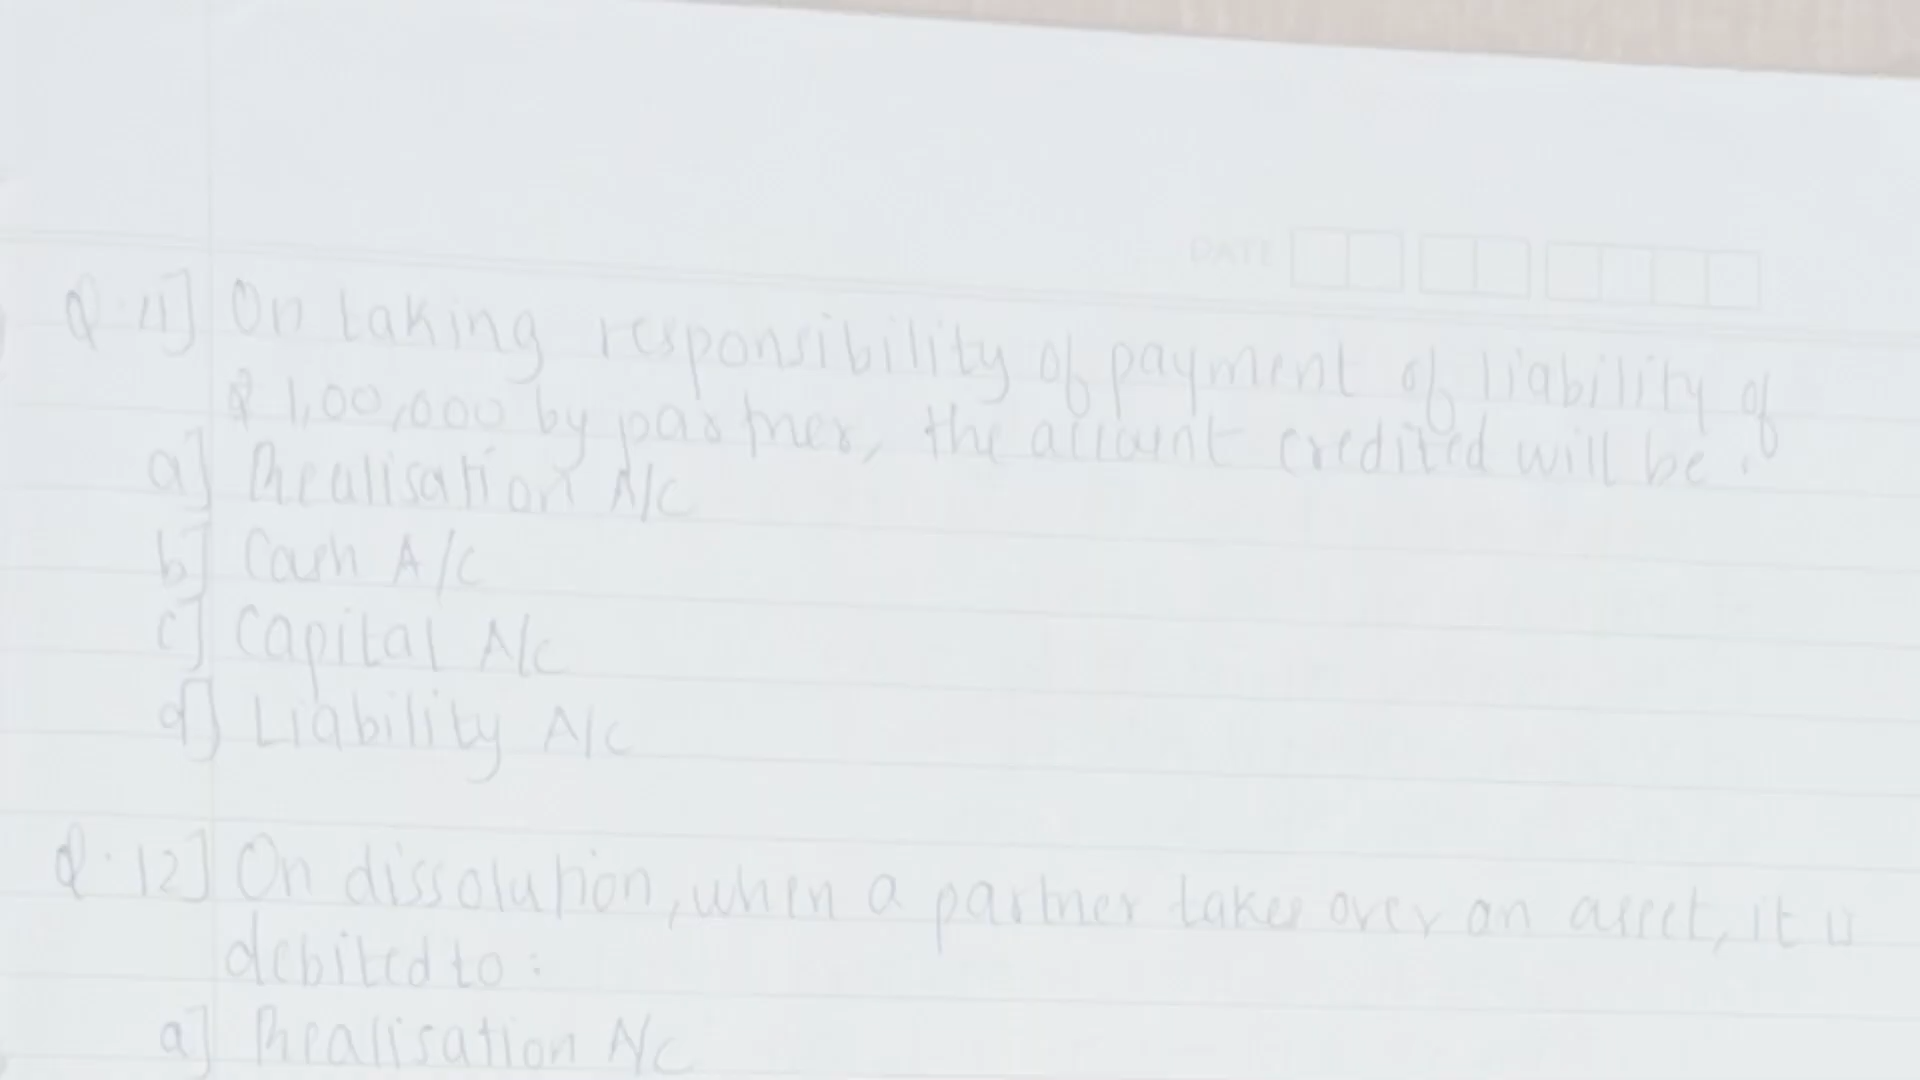 DATE
Q.11] On taking responsibility of payment of liability of
₹ 1,00,000 by partner, the account credited will be :
a] Realisation A/c
b] Cash A/c
c] Capital A/c
d] Liability A/c
Q.12] On dissolution, when a partner takes over an asset, it is
debited to :
a] Realisation A/c